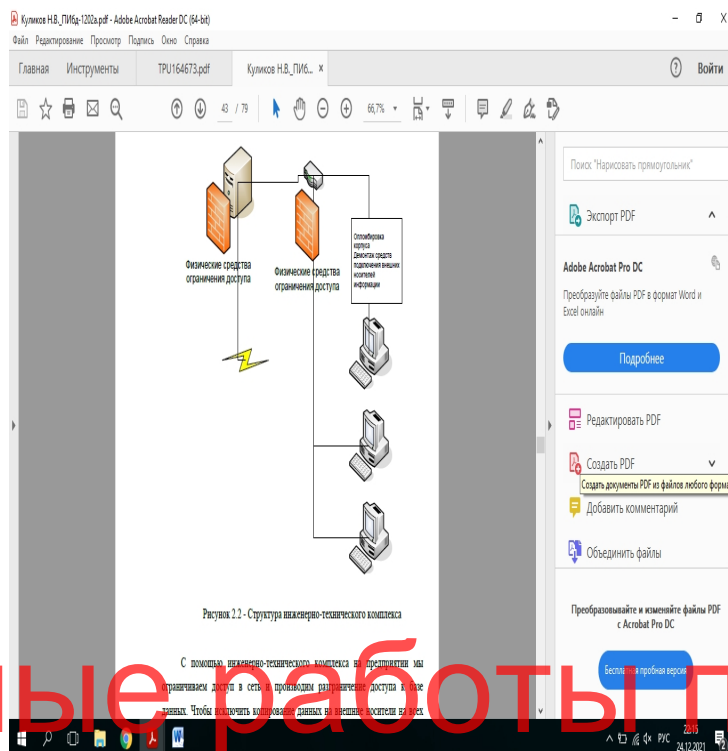 Куликов Н.В._ПИбд-1202a.pdf - Adobe Acrobat Reader DC (64-bit)
Файл Редактирование Просмотр Подпись Окно Справка
Главная Инструменты TPU164673.pdf Куликов Н.В._ПИб... × Войти
43 / 79 66,7%
Поиск "Нарисовать прямоугольник"
Экспорт PDF
Adobe Acrobat Pro DC
Преобразуйте файлы PDF в формат Word и
Excel онлайн
Подробнее
Редактировать PDF
Создать PDF
Создать документы PDF из файлов любого форма
Добавить комментарий
Объединить файлы
Преобразовывайте и изменяйте файлы PDF
с Acrobat Pro DC
Бесплатная пробная версия
Физические средства
ограничения доступа
Физические средства
ограничения доступа
Опломбировка
корпуса
Демонтаж средств
подключения внешних
носителей
информации
Рисунок 2.2 - Структура инженерно-технического комплекса
С помощью инженерно-технического комплекса на предприятии мы
ограничиваем доступ в сеть и производим разграничение доступа к базе
данных. Чтобы исключить копирование данных на внешние носители на всех
ые работы п
РУС
22:15
24.12.2021